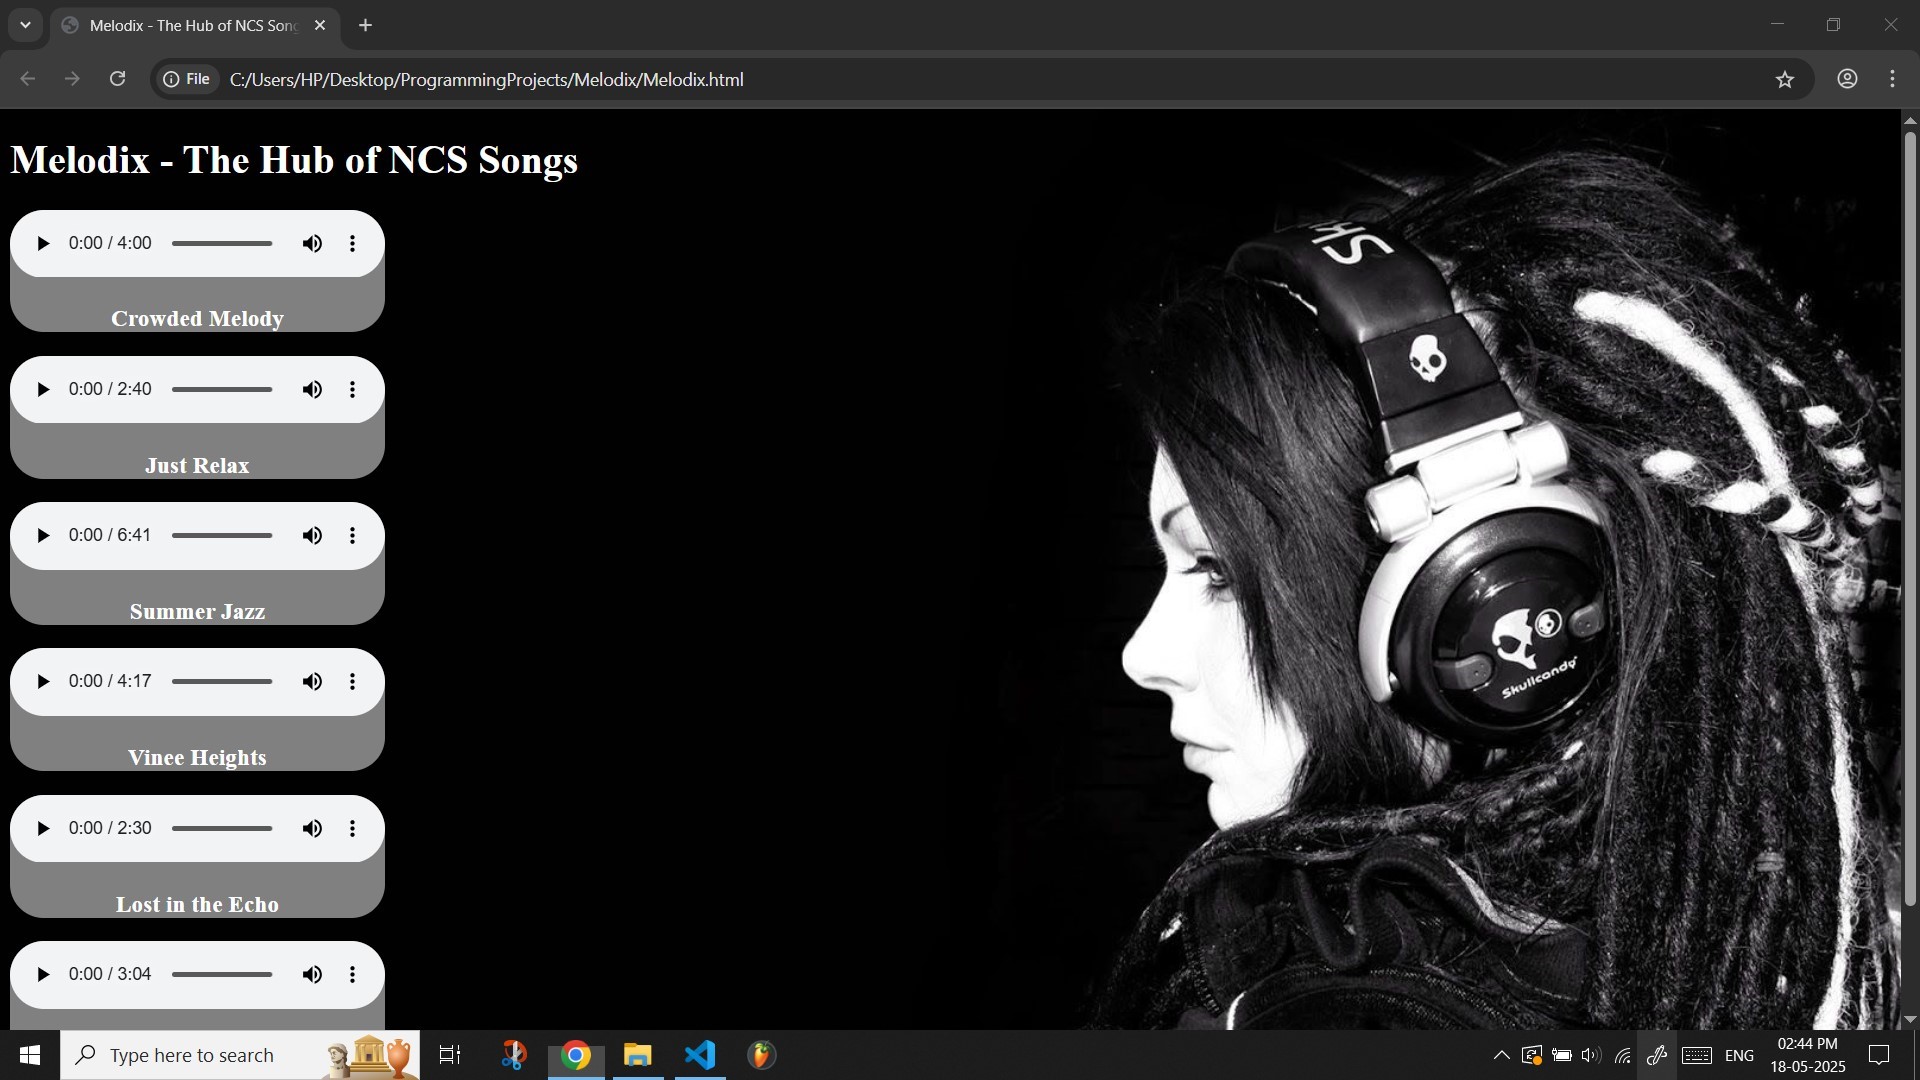 Melodix - The Hub of NCS Song
File
C:/Users/HP/Desktop/ProgrammingProjects/Melodix/Melodix.html
Melodix - The Hub of NCS Songs
0:00 / 4:00
Crowded Melody
0:00 / 2:40
Just Relax
0:00 / 6:41
Summer Jazz
0:00 / 4:17
Vinee Heights
0:00 / 2:30
Lost in the Echo
0:00 / 3:04
Sk
Skullcandy
Type here to search
ENG
02:44 PM
18-05-2025